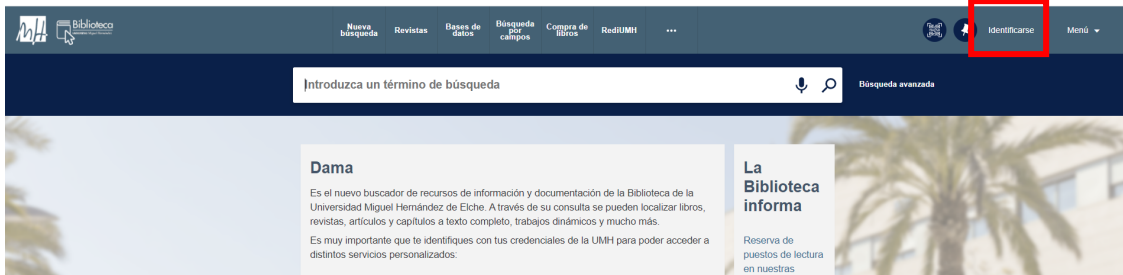 UMH Biblioteca
Nueva búsqueda
Revistas
Bases de datos
Búsqueda por campos
Compra de libros
RediUMH
...
Identificarse
Menú
Introduzca un término de búsqueda
Búsqueda avanzada
Dama
Es el nuevo buscador de recursos de información y documentación de la Biblioteca de la
Universidad Miguel Hernández de Elche. A través de su consulta se pueden localizar libros,
revistas, artículos y capítulos a texto completo, trabajos dinámicos y mucho más.
Es muy importante que te identifiques con tus credenciales de la UMH para poder acceder a
distintos servicios personalizados:
La
Biblioteca
informa
Reserva de
puestos de lectura
en nuestras